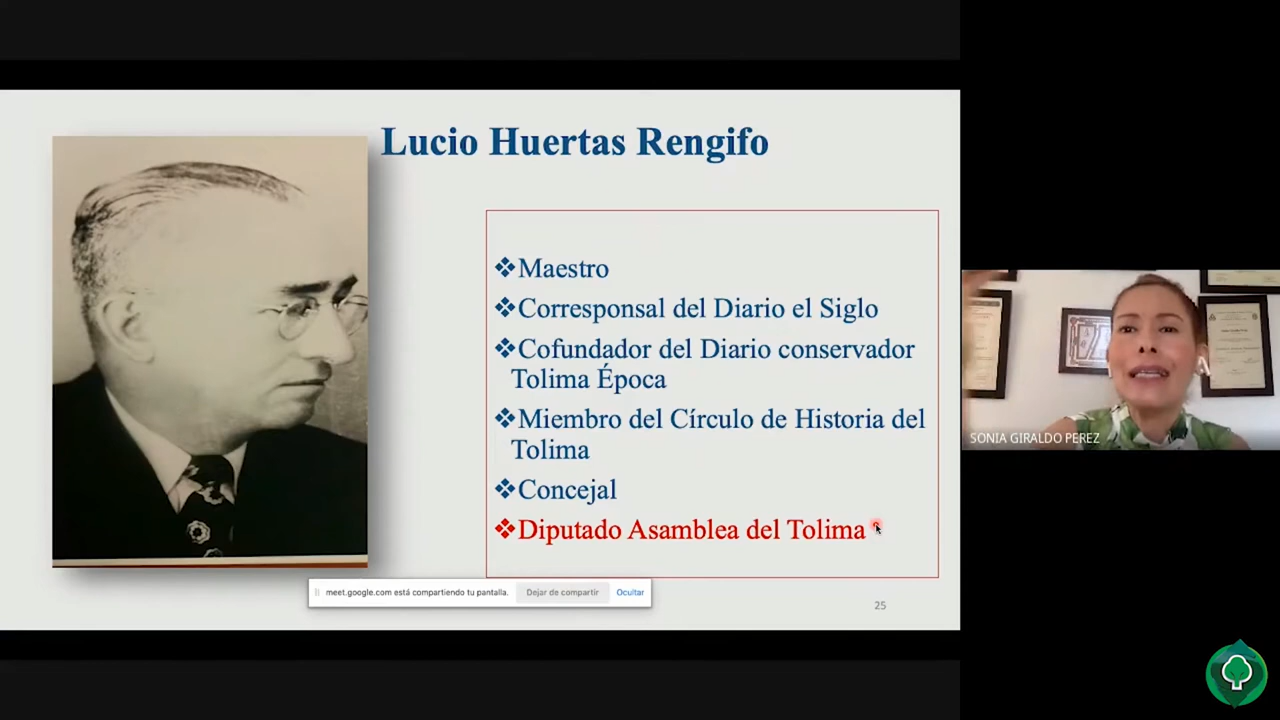 Lucio Huertas Rengifo
❖Maestro
❖Corresponsal del Diario el Siglo
❖Cofundador del Diario conservador
Tolima Época
❖Miembro del Círculo de Historia del
Tolima
❖Concejal
❖Diputado Asamblea del Tolima
meet.google.com está compartiendo tu pantalla. Dejar de compartir Ocultar
25
SONIA GIRALDO PEREZ